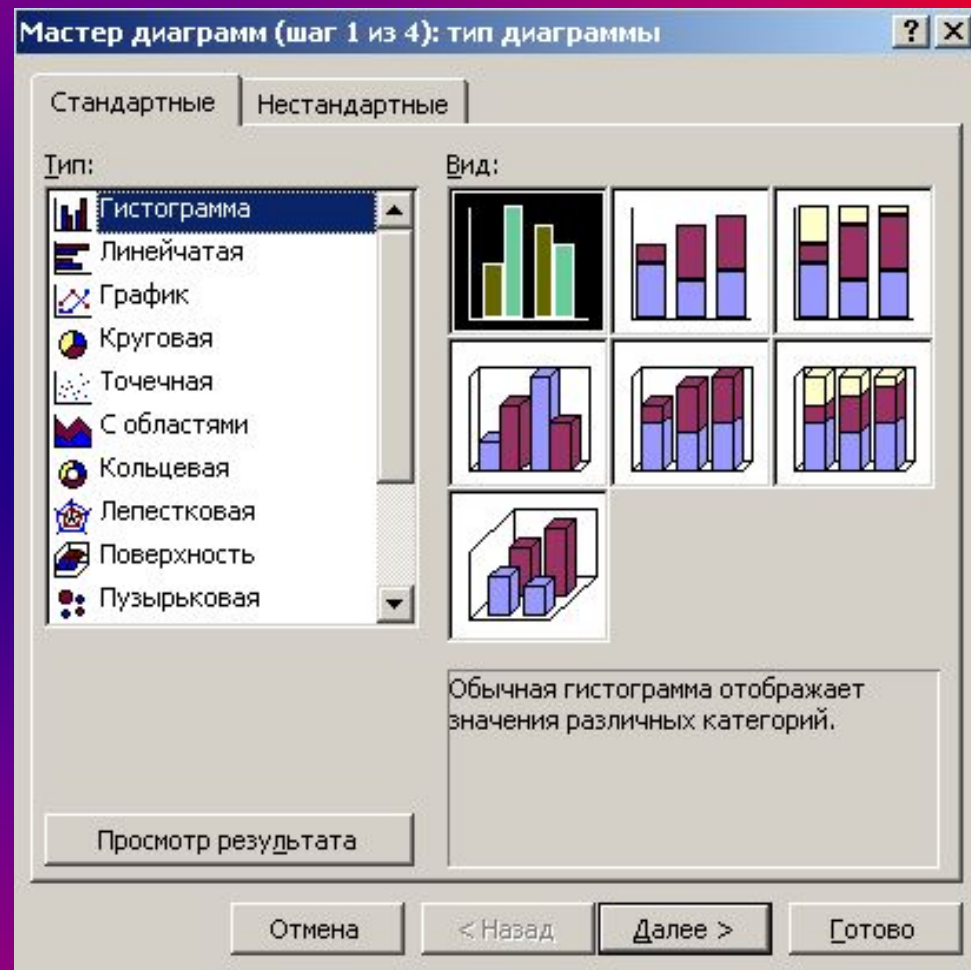 Мастер диаграмм (шаг 1 из 4): тип диаграммы
Стандартные
Нестандартные
Тип:
Гистограмма
Линейчатая
График
Круговая
Точечная
С областями
Кольцевая
Лепестковая
Поверхность
Пузырьковая
Вид:
Обычная гистограмма отображает
значения различных категорий.
Просмотр результата
Отмена
< Назад
Далее >
Готово